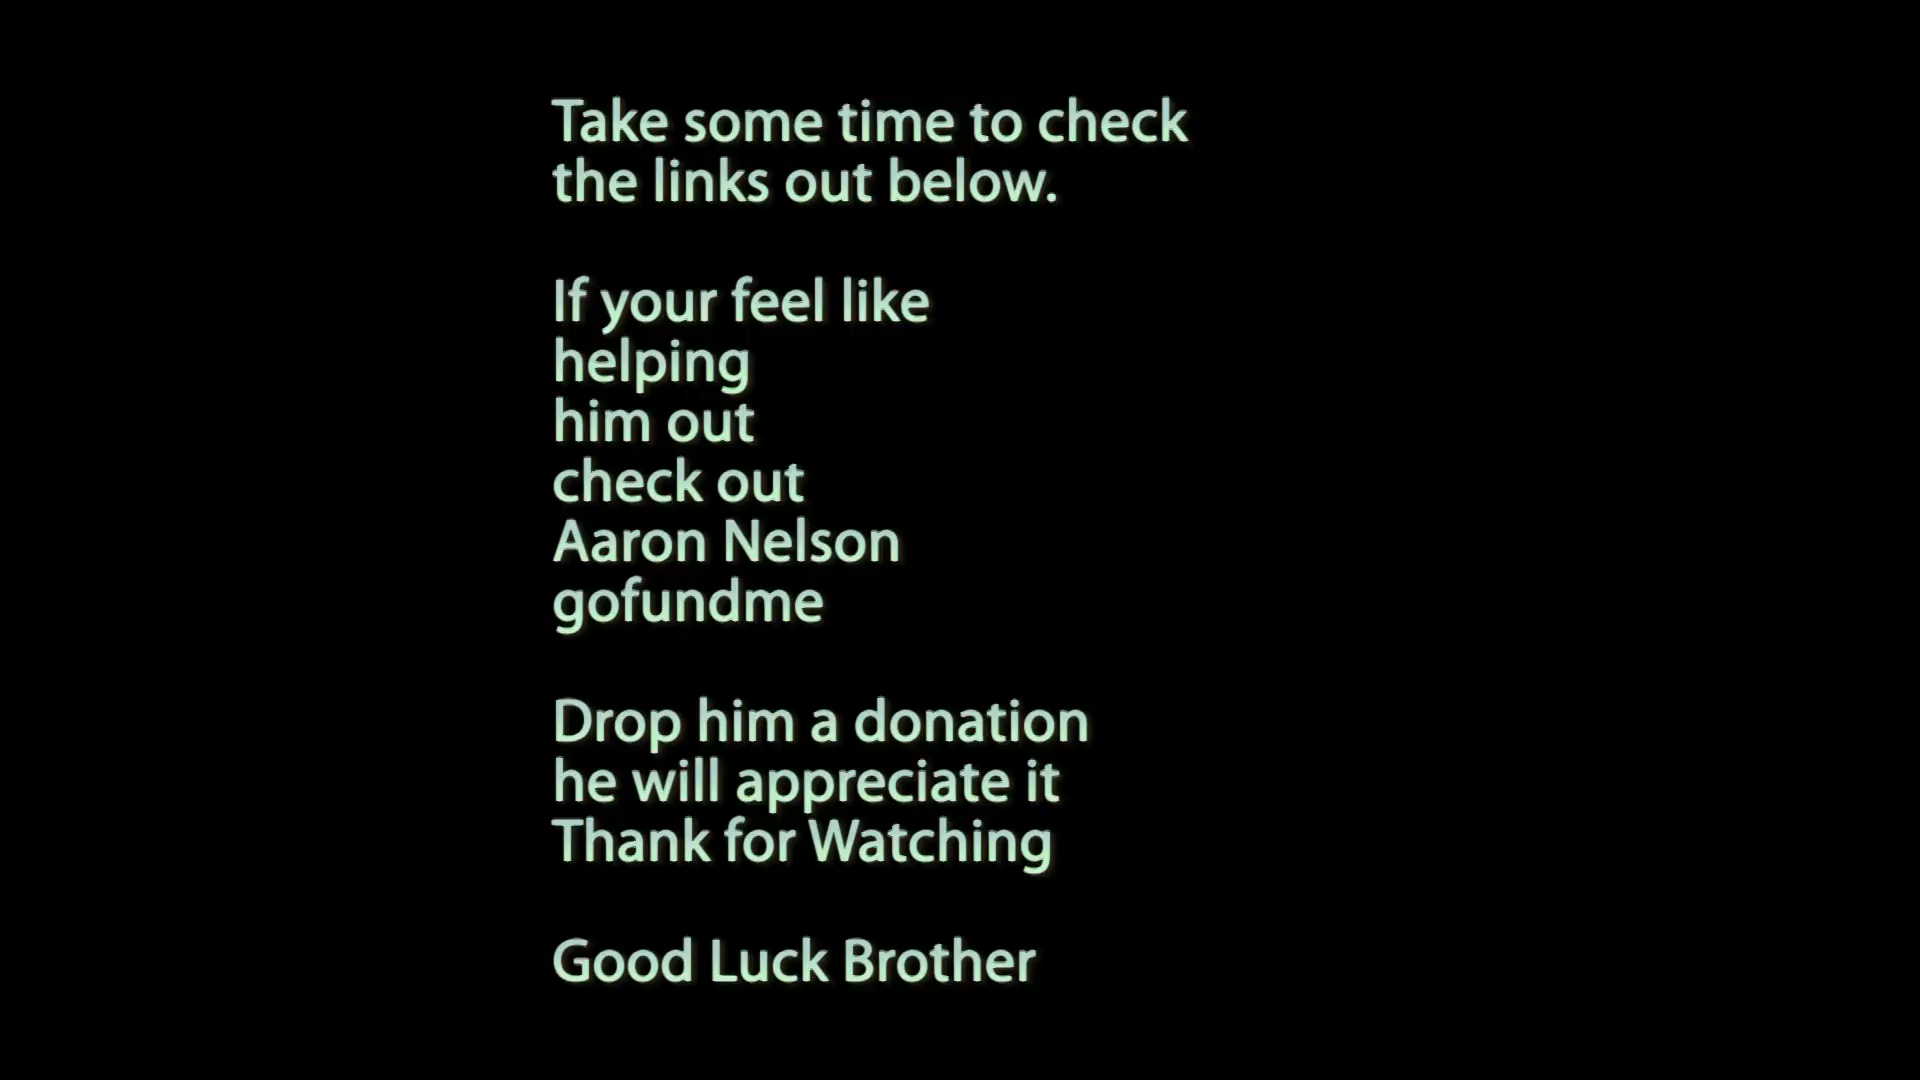 Take some time to check
the links out below.
If your feel like
helping
him out
check out
Aaron Nelson
gofundme
Drop him a donation
he will appreciate it
Thank for Watching
Good Luck Brother